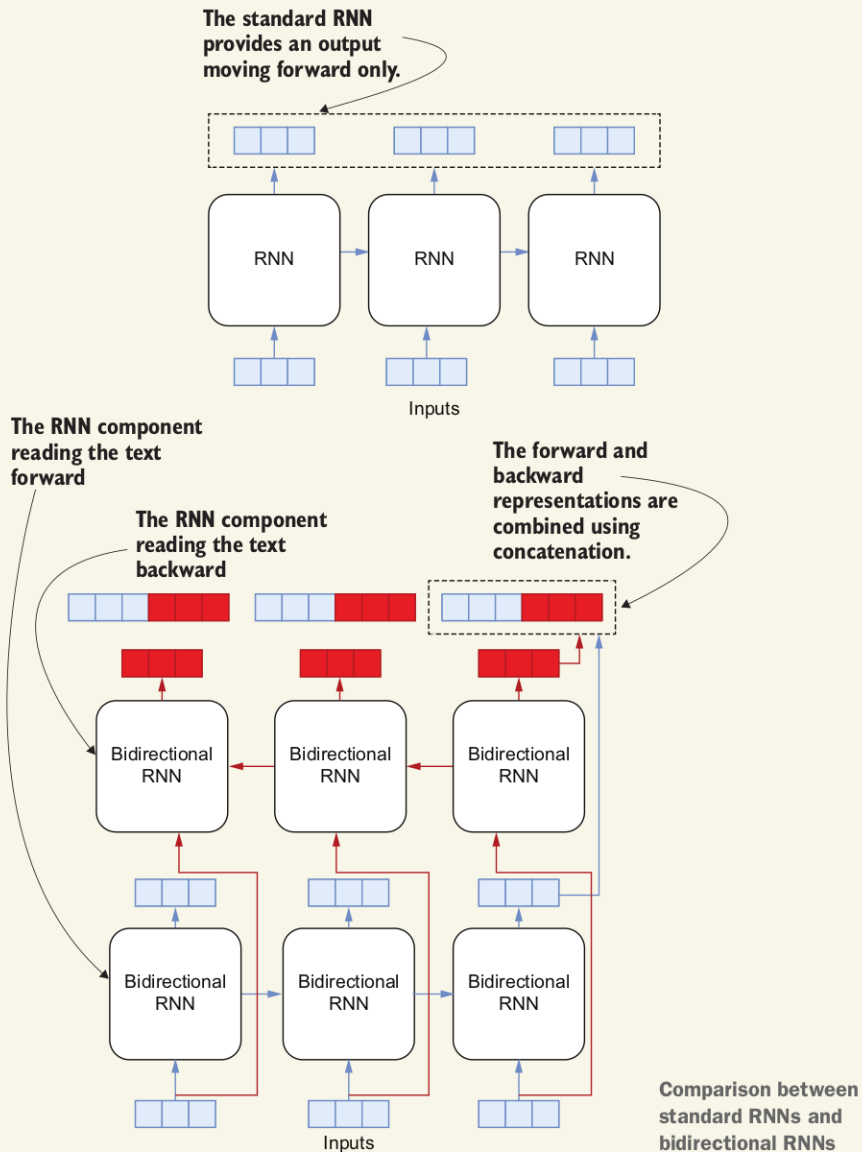 The standard RNN
provides an output
moving forward only.
RNN
RNN
RNN
Inputs
The RNN component
reading the text
forward
The RNN component
reading the text
backward
The forward and
backward
representations are
combined using
concatenation.
Bidirectional
RNN
Bidirectional
RNN
Bidirectional
RNN
Bidirectional
RNN
Bidirectional
RNN
Bidirectional
RNN
Inputs
Comparison between
standard RNNs and
bidirectional RNNs